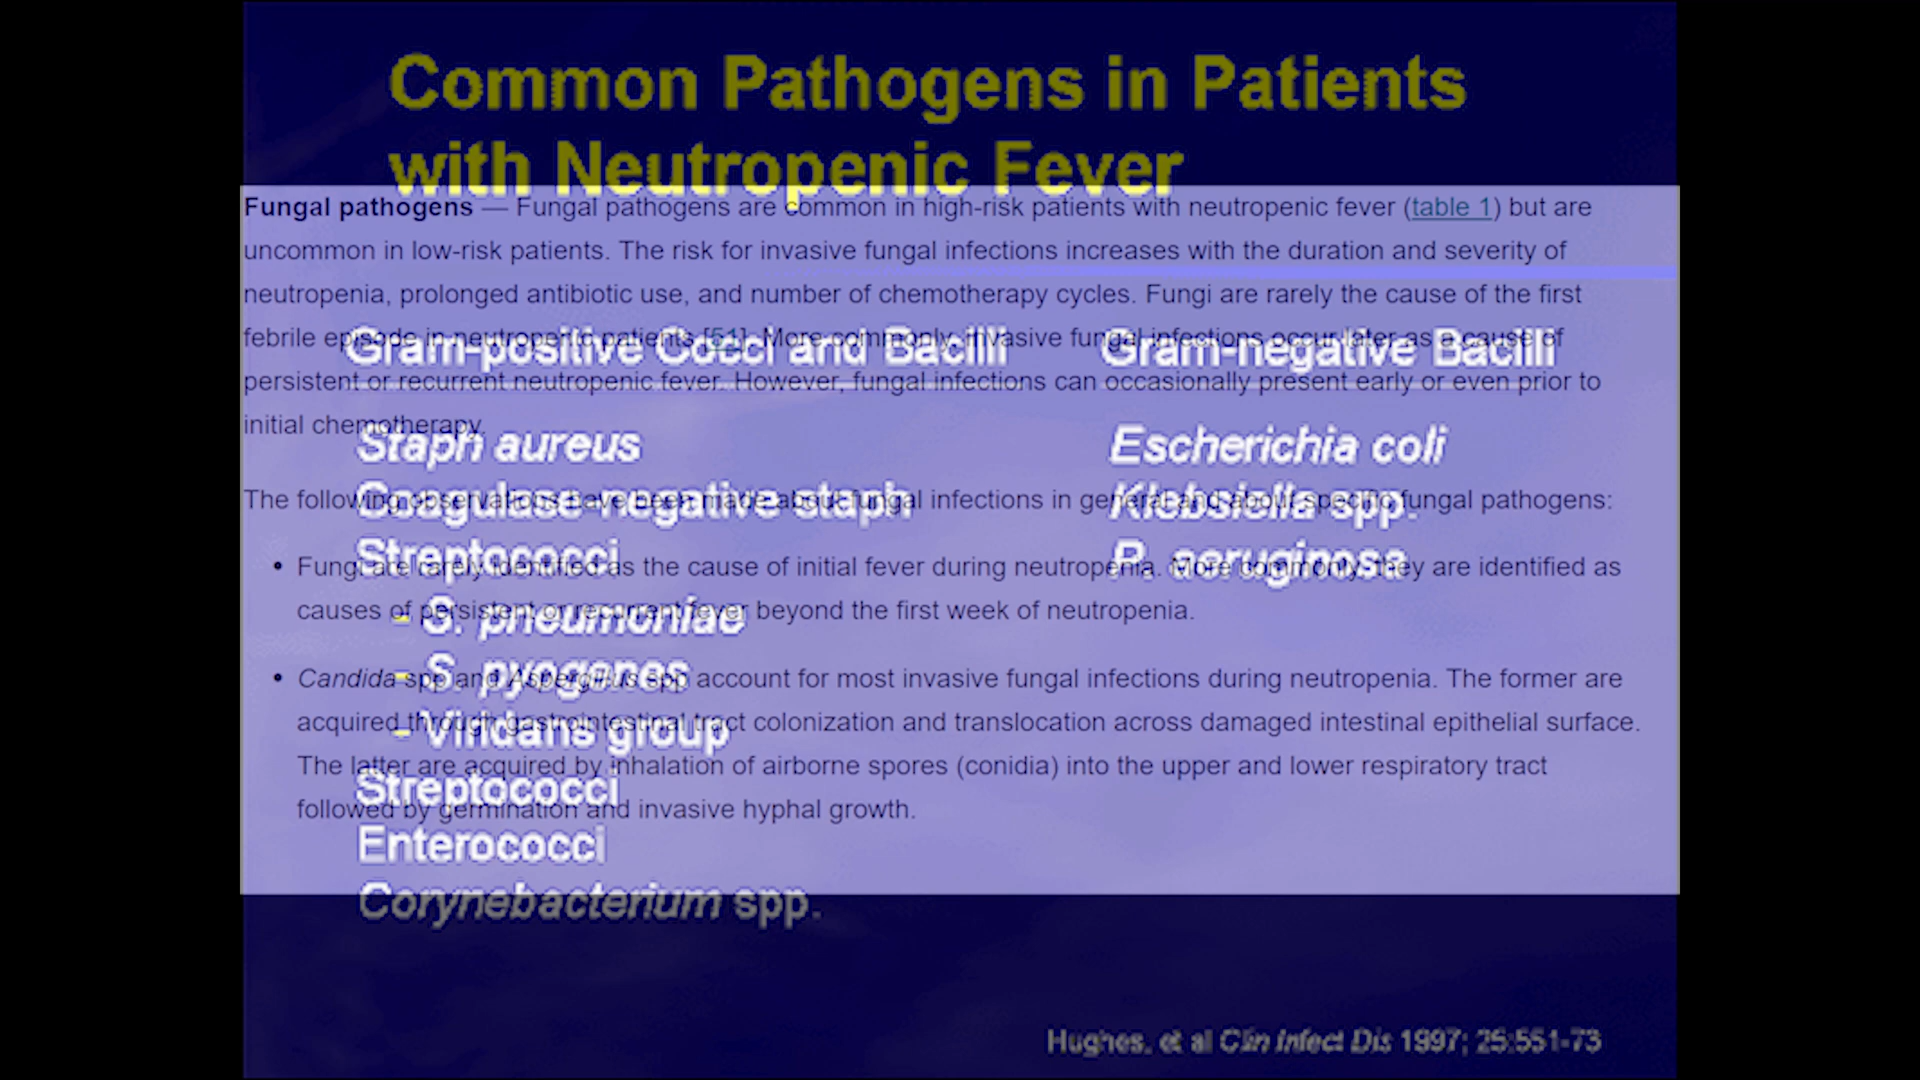 Common Pathogens in Patients
with Neutropenic Fever
Fungal pathogens — Fungal pathogens are common in high-risk patients with neutropenic fever (table 1) but are
uncommon in low-risk patients. The risk for invasive fungal infections increases with the duration and severity of
neutropenia, prolonged antibiotic use, and number of chemotherapy cycles. Fungi are rarely the cause of the first
febrile episode in neutropenic patients [51]. More commonly, invasive fungal infections occur later as a cause of
persistent or recurrent neutropenic fever. However, fungal infections can occasionally present early or even prior to
initial chemotherapy.
The following observations have been made about fungal infections in general and about specific fungal pathogens:
• Fungi are rarely identified as the cause of initial fever during neutropenia. More commonly, they are identified as
causes of persistent or recurrent fever beyond the first week of neutropenia.
• Candida spp and Aspergillus spp account for most invasive fungal infections during neutropenia. The former are
acquired through gastrointestinal tract colonization and translocation across damaged intestinal epithelial surface.
The latter are acquired by inhalation of airborne spores (conidia) into the upper and lower respiratory tract
followed by germination and invasive hyphal growth.
Gram-positive Cocci and Bacilli
Staph aureus
Coagulase-negative staph
Streptococci
- S. pneumoniae
- S. pyogenes
- Viridans group
Streptococci
Enterococci
Corynebacterium spp.
Gram-negative Bacilli
Escherichia coli
Klebsiella spp.
P. aeruginosa
Hughes, et al Clin Infect Dis 1997; 25:551-73